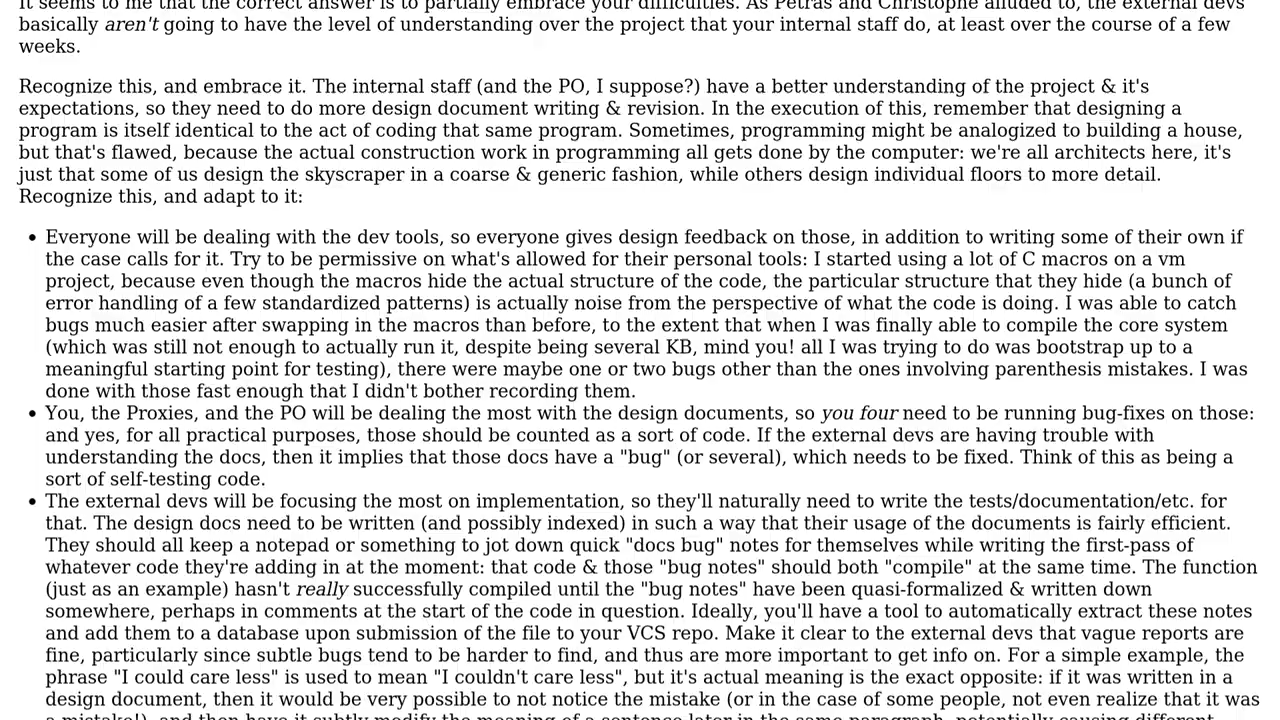 It seems to me that the correct answer is to partially embrace your difficulties. As Petras and Christophe alluded to, the external devs
basically aren't going to have the level of understanding over the project that your internal staff do, at least over the course of a few
weeks.
Recognize this, and embrace it. The internal staff (and the PO, I suppose?) have a better understanding of the project & it's
expectations, so they need to do more design document writing & revision. In the execution of this, remember that designing a
program is itself identical to the act of coding that same program. Sometimes, programming might be analogized to building a house,
but that's flawed, because the actual construction work in programming all gets done by the computer: we're all architects here, it's
just that some of us design the skyscraper in a coarse & generic fashion, while others design individual floors to more detail.
Recognize this, and adapt to it:
• Everyone will be dealing with the dev tools, so everyone gives design feedback on those, in addition to writing some of their own if
the case calls for it. Try to be permissive on what's allowed for their personal tools: I started using a lot of C macros on a vm
project, because even though the macros hide the actual structure of the code, the particular structure that they hide (a bunch of
error handling of a few standardized patterns) is actually noise from the perspective of what the code is doing. I was able to catch
bugs much easier after swapping in the macros than before, to the extent that when I was finally able to compile the core system
(which was still not enough to actually run it, despite being several KB, mind you! all I was trying to do was bootstrap up to a
meaningful starting point for testing), there were maybe one or two bugs other than the ones involving parenthesis mistakes. I was
done with those fast enough that I didn't bother recording them.
• You, the Proxies, and the PO will be dealing the most with the design documents, so you four need to be running bug-fixes on those:
and yes, for all practical purposes, those should be counted as a sort of code. If the external devs are having trouble with
understanding the docs, then it implies that those docs have a "bug" (or several), which needs to be fixed. Think of this as being a
sort of self-testing code.
• The external devs will be focusing the most on implementation, so they'll naturally need to write the tests/documentation/etc. for
that. The design docs need to be written (and possibly indexed) in such a way that their usage of the documents is fairly efficient.
They should all keep a notepad or something to jot down quick "docs bug" notes for themselves while writing the first-pass of
whatever code they're adding in at the moment: that code & those "bug notes" should both "compile" at the same time. The function
(just as an example) hasn't really successfully compiled until the "bug notes" have been quasi-formalized & written down
somewhere, perhaps in comments at the start of the code in question. Ideally, you'll have a tool to automatically extract these notes
and add them to a database upon submission of the file to your VCS repo. Make it clear to the external devs that vague reports are
fine, particularly since subtle bugs tend to be harder to find, and thus are more important to get info on. For a simple example, the
phrase "I could care less" is used to mean "I couldn't care less", but it's actual meaning is the exact opposite: if it was written in a
design document, then it would be very possible to not notice the mistake (or in the case of some people, not even realize that it was
a mistake!), and then have it subtly modify the meaning of a sentence later in the same paragraph, potentially causing different